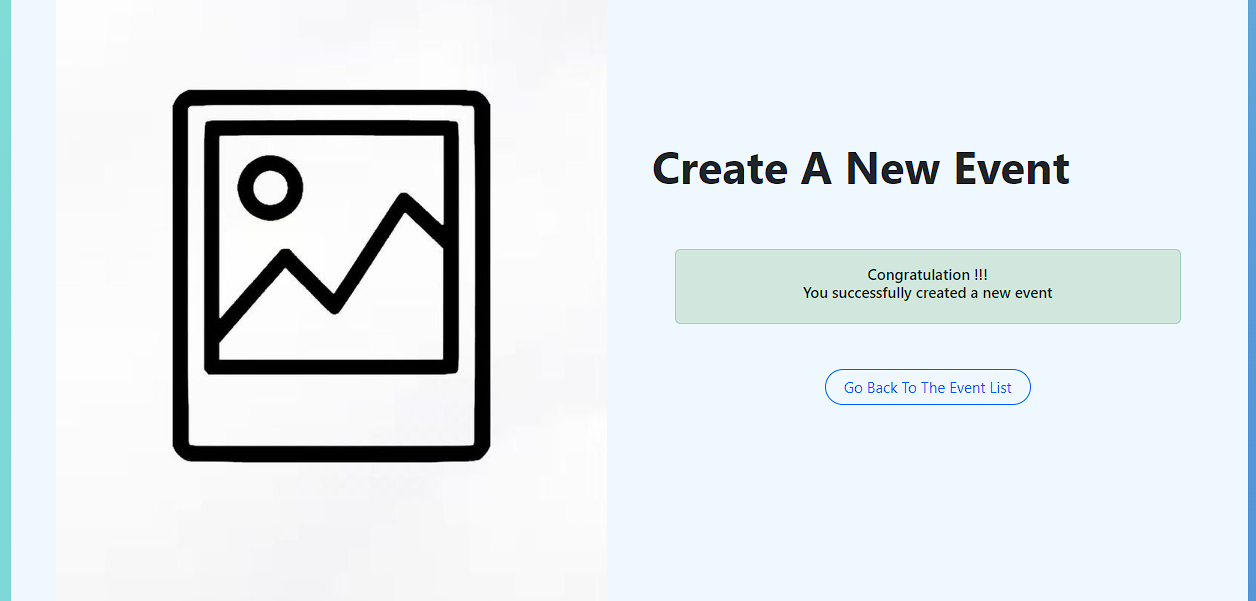 Create A New Event
Congratulation !!!
You successfully created a new event
Go Back To The Event List